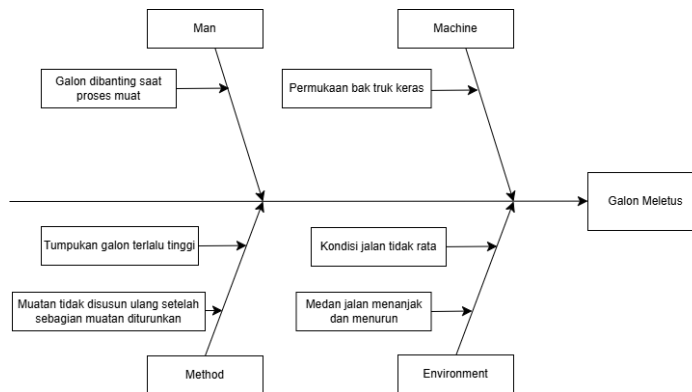 Man
Machine
Galon dibanting saat
proses muat
Permukaan bak truk keras
Galon Meletus
Tumpukan galon terlalu tinggi
Kondisi jalan tidak rata
Muatan tidak disusun ulang setelah
sebagian muatan diturunkan
Medan jalan menanjak
dan menurun
Method
Environment